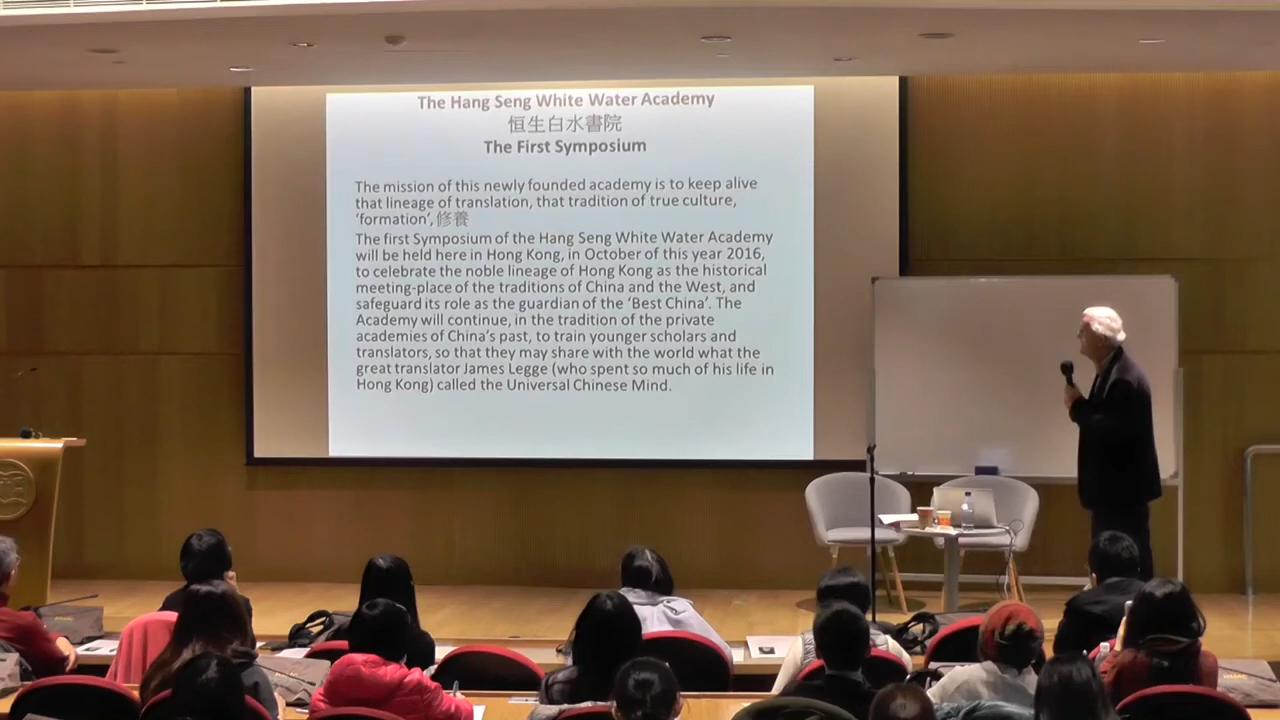 The Hang Seng White Water Academy
恒生白水書院
The First Symposium
The mission of this newly founded academy is to keep alive
that lineage of translation, that tradition of true culture,
‘formation’, 修養
The first Symposium of the Hang Seng White Water Academy
will be held here in Hong Kong, in October of this year 2016,
to celebrate the noble lineage of Hong Kong as the historical
meeting-place of the traditions of China and the West, and
safeguard its role as the guardian of the ‘Best China’. The
Academy will continue, in the tradition of the private
academies of China’s past, to train younger scholars and
translators, so that they may share with the world what the
great translator James Legge (who spent so much of his life in
Hong Kong) called the Universal Chinese Mind.